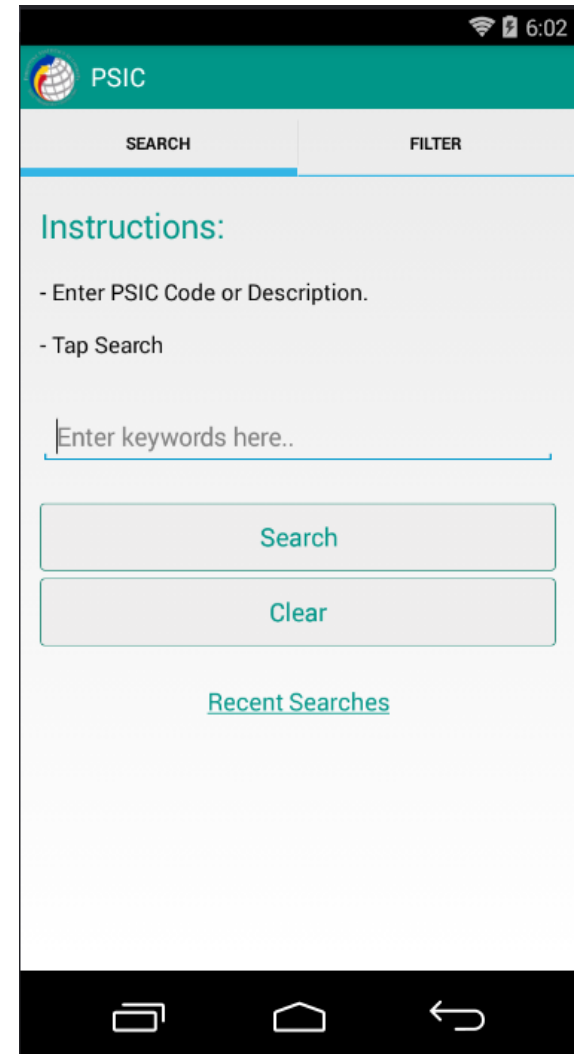 6:02
PSIC
SEARCH FILTER
Instructions:
- Enter PSIC Code or Description.
- Tap Search
Enter keywords here..
Search
Clear
Recent Searches